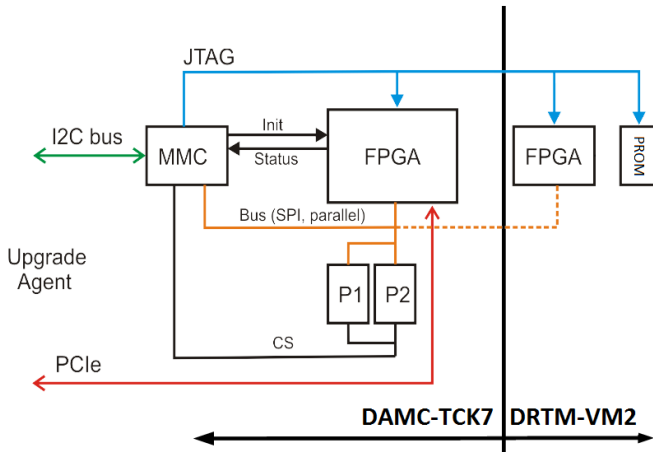 JTAG
I2C bus
MMC
Init
Status
FPGA
FPGA
PROM
Bus (SPI, parallel)
Upgrade
Agent
P1
P2
CS
PCIe
DAMC-TCK7
DRTM-VM2